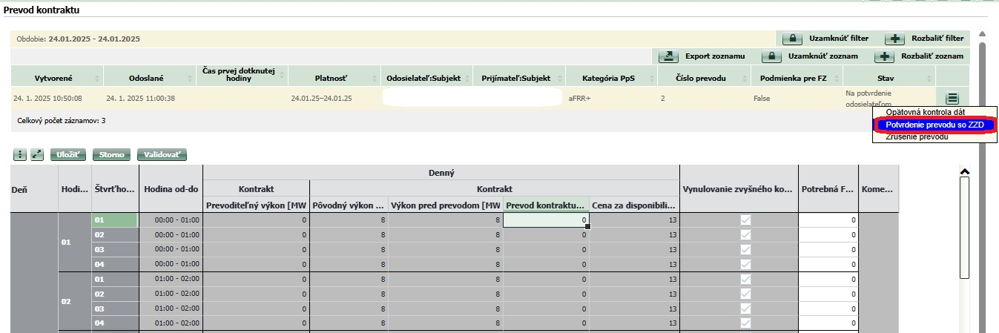 Prevod kontraktu
Obdobie: 24.01.2025 - 24.01.2025
Uzamknúť filter Rozbaliť filter
Export zoznamu Uzamknúť zoznam Rozbaliť zoznam
Vytvorené Odoslané Čas prvej dotknutej hodiny Platnosť Odosielateľ:Subjekt Prijímateľ:Subjekt Kategória PpS Číslo prevodu Podmienka pre FZ Stav
24. 1. 2025 10:50:08 24. 1. 2025 11:00:38 24.01.25–24.01.25 aFRR+ 2 False Na potvrdenie odosielateľom
Celkový počet záznamov: 3
Opätovná kontrola dát
Potvrdenie prevodu so ZZD
Zrušenie prevodu
Uložiť Storno Validovať
Denný
Deň Hodi... Štvrťho... Hodina od-do Kontrakt Kontrakt Vynulovanie zvyšného ko... Potrebná F... Kome...
Prevoditeľný výkon [MW Pôvodný výkon ... Výkon pred prevodom [MW Prevod kontraktu... Cena za disponibili...
01 01 00:00 - 01:00 0 8 8 0 13 0
02 00:00 - 01:00 0 8 8 0 13 0
03 00:00 - 01:00 0 8 8 0 13 0
04 00:00 - 01:00 0 8 8 0 13 0
02 01 01:00 - 02:00 0 8 8 0 13 0
02 01:00 - 02:00 0 8 8 0 13 0
03 01:00 - 02:00 0 8 8 0 13 0
04 01:00 - 02:00 0 8 8 0 13 0